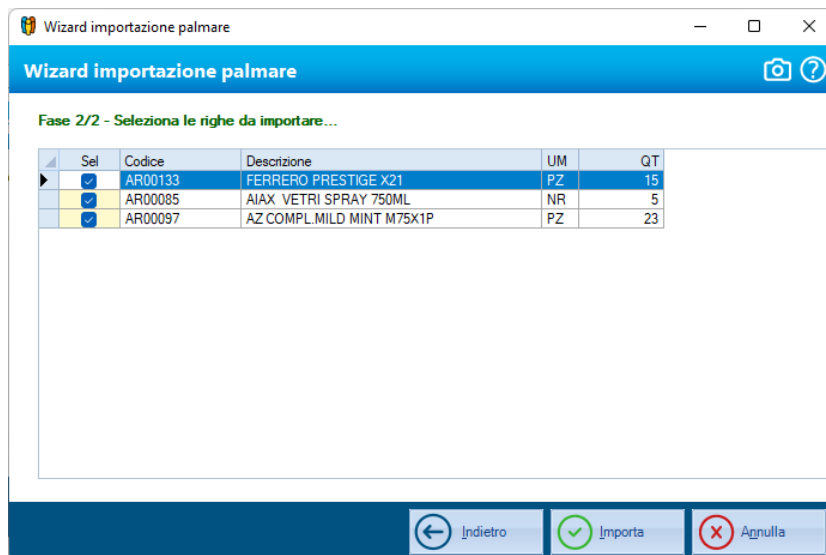 Wizard importazione palmare
Wizard importazione palmare
Fase 2/2 - Seleziona le righe da importare...
Sel Codice Descrizione UM QT
AR00133 FERRERO PRESTIGE X21 PZ 15
AR00085 AIAX VETRI SPRAY 750ML NR 5
AR00097 AZ COMPL.MILD MINT M75X1P PZ 23
Indietro Importa Annulla